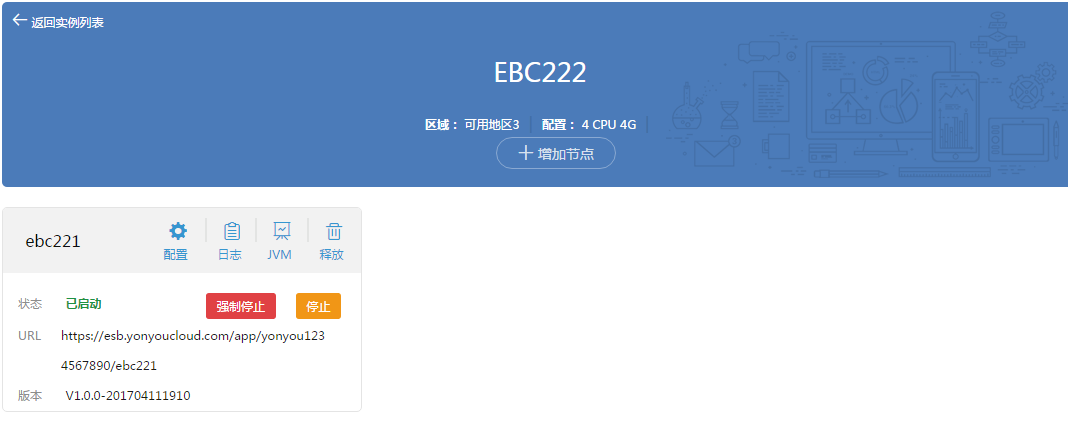 返回实例列表
EBC222
区域： 可用地区3 配置： 4 CPU 4G
增加节点
ebc221
配置 日志 JVM 释放
状态 已启动 强制停止 停止
URL https://esb.yonyoucloud.com/app/yonyou123
4567890/ebc221
版本 V1.0.0-201704111910